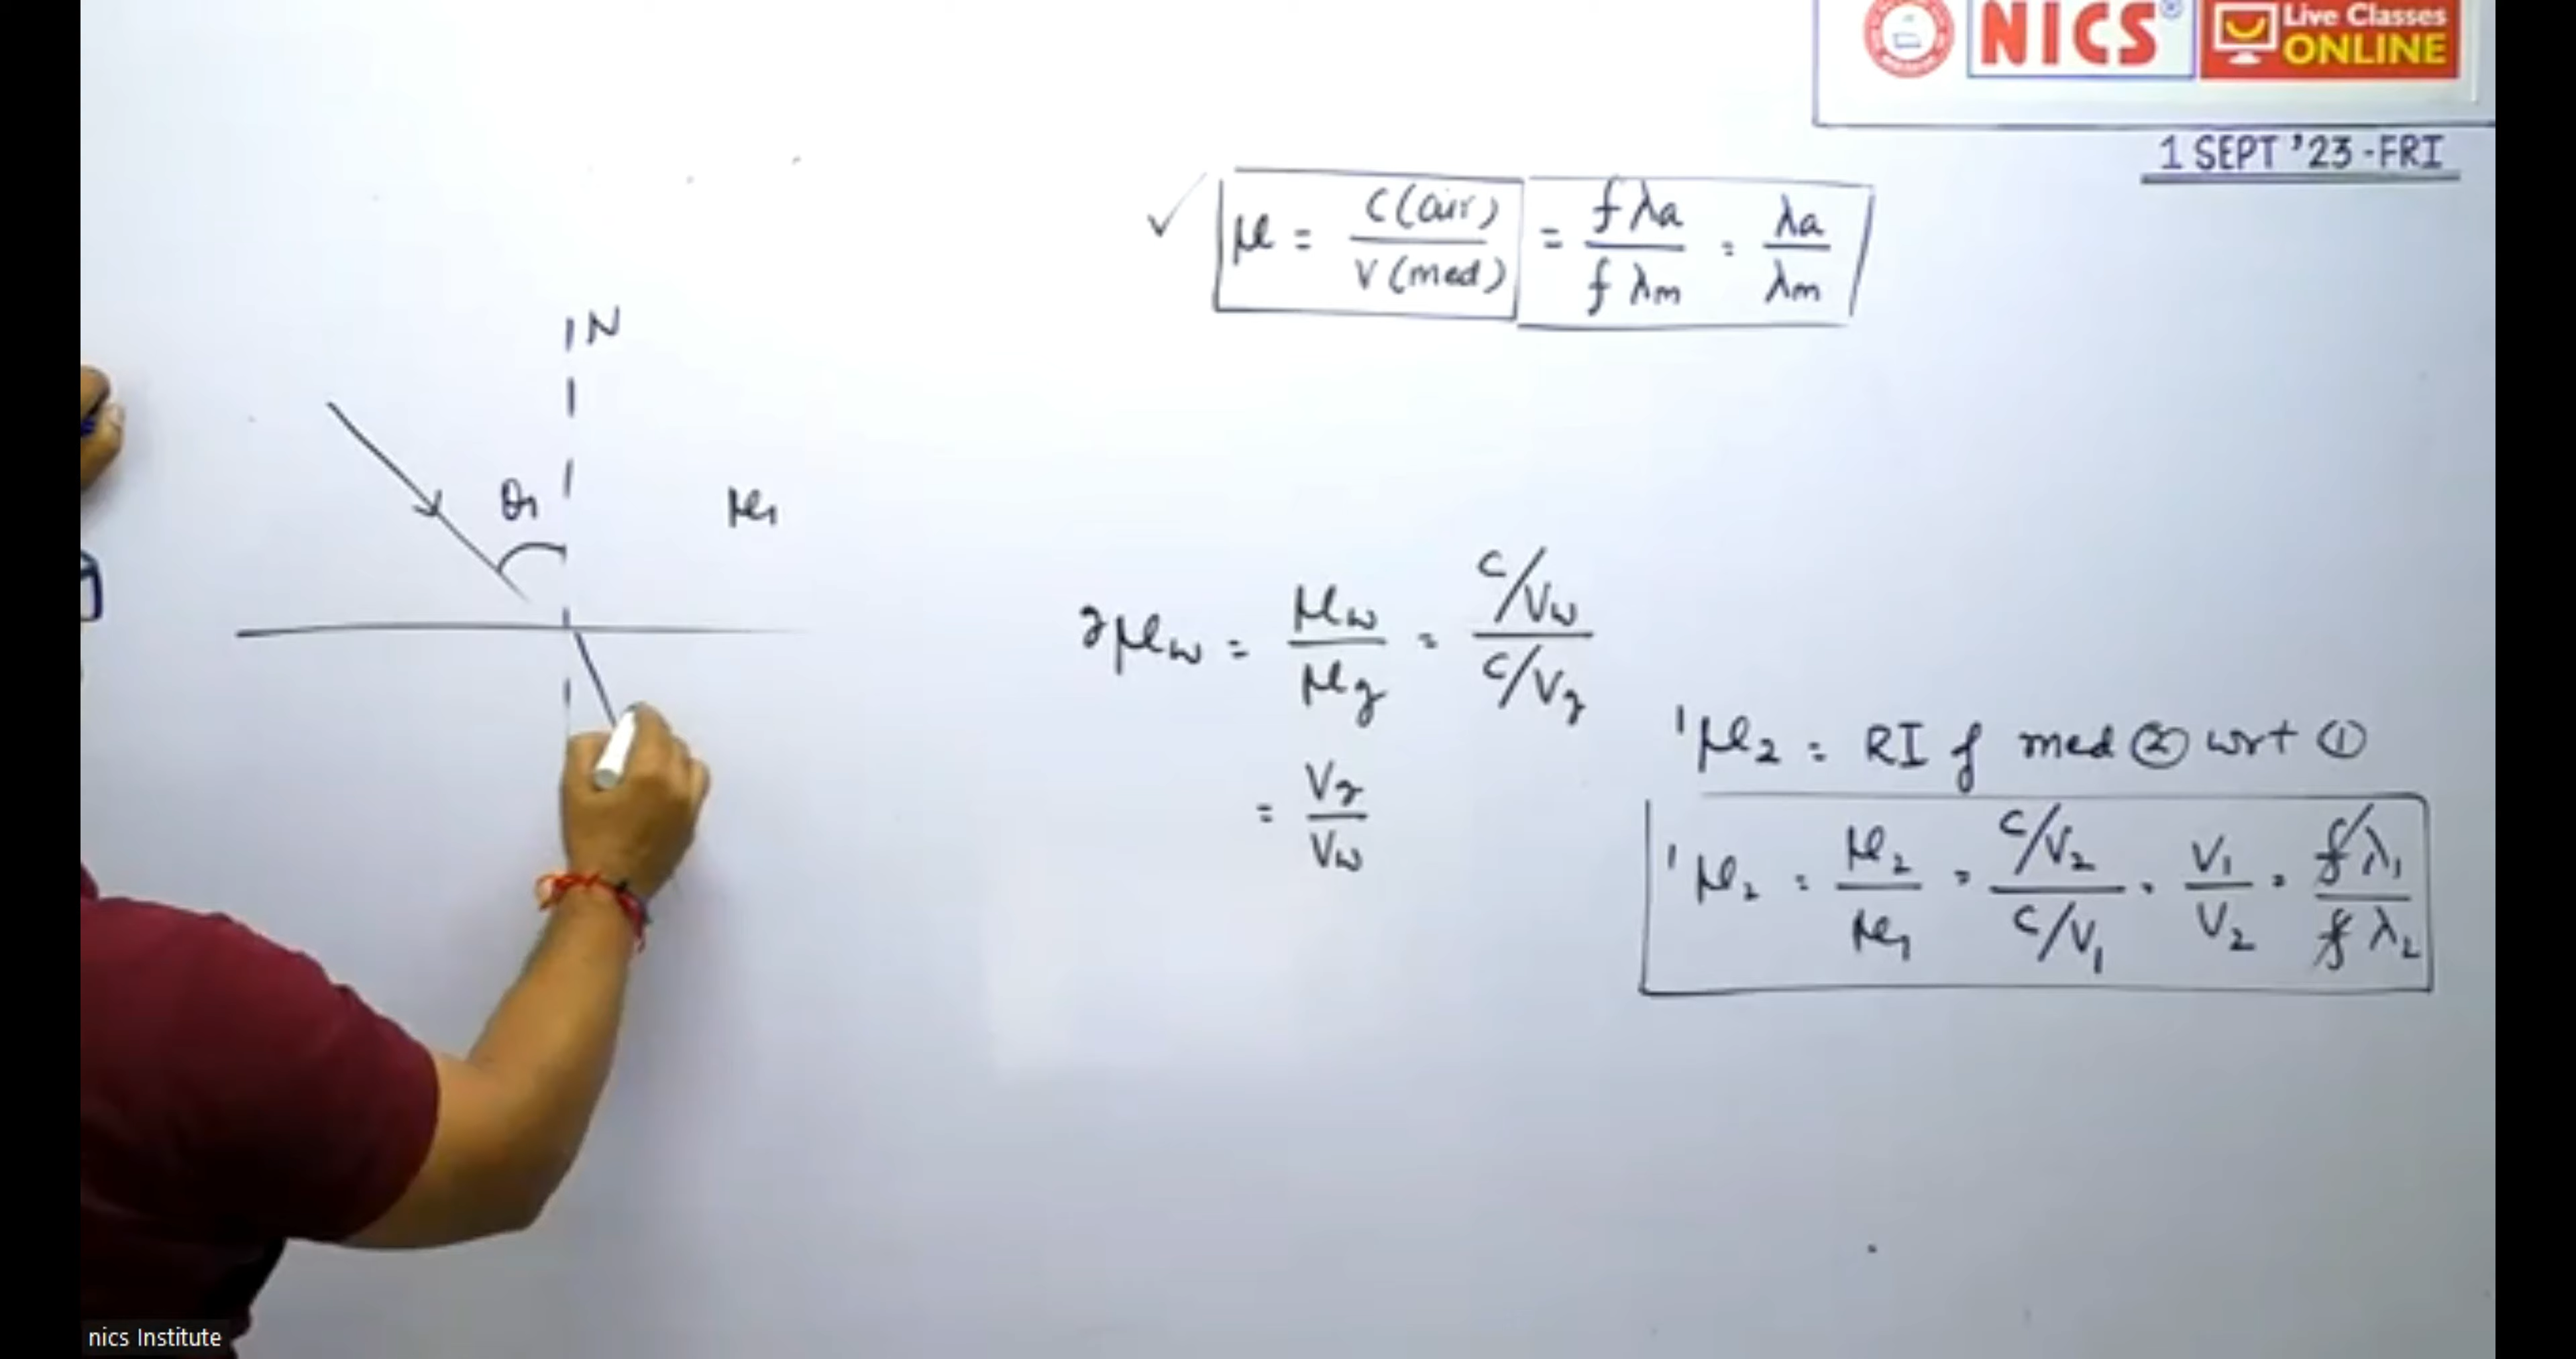 NICS® Live Classes
ONLINE
1 SEPT '23 -FRI
✓ μ = C(air) / V(med) = fλa / fλm = λa / λm
N
θ1
μ1
gμw = μw / μg = C/Vw / C/Vg
= Vg / Vw
¹μ2 = RI of med ② wrt ①
¹μ2 = μ2 / μ1 = C/V2 / C/V1 = V1 / V2 = fλ1 / fλ2
nics Institute